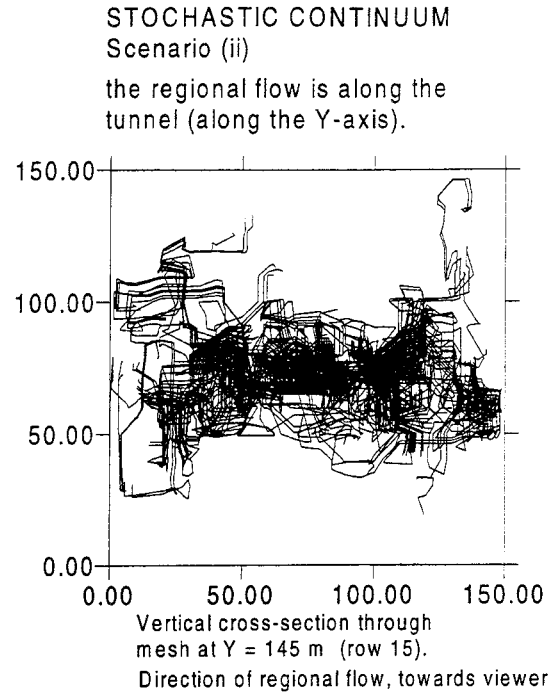 STOCHASTIC CONTINUUM
Scenario (ii)
the regional flow is along the
tunnel (along the Y-axis).
150.00
100.00
50.00
0.00
0.00 50.00 100.00 150.00
Vertical cross-section through
mesh at Y = 145 m (row 15).
Direction of regional flow, towards viewer